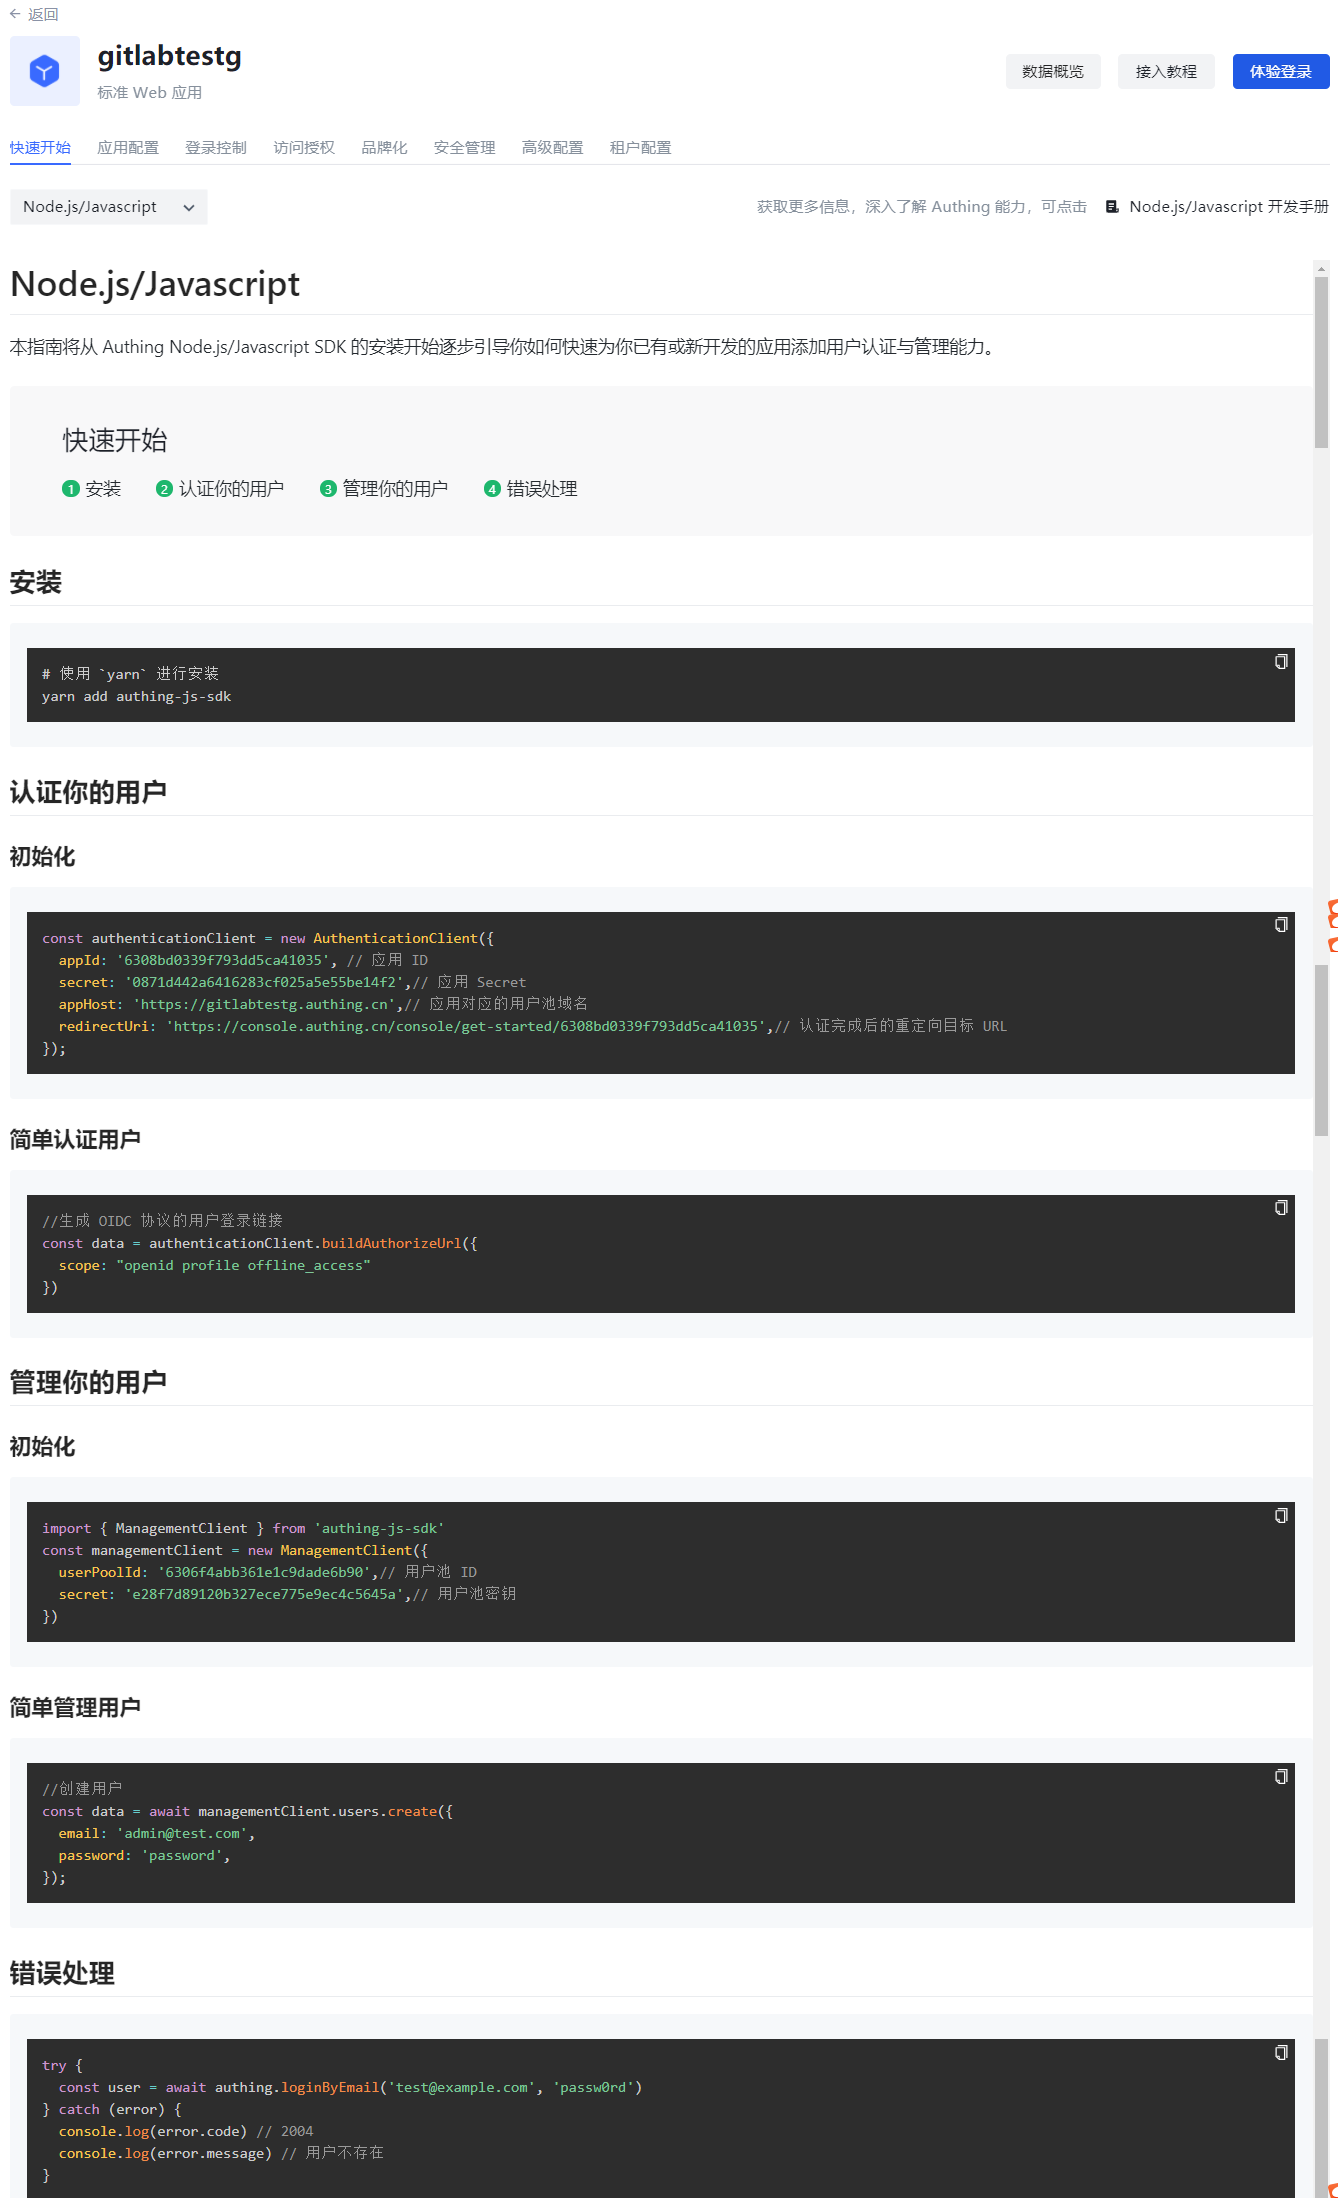 ← 返回
gitlabtestg
标准 Web 应用
数据概览
接入教程
体验登录
快速开始 应用配置 登录控制 访问授权 品牌化 安全管理 高级配置 租户配置
Node.js/Javascript
获取更多信息，深入了解 Authing 能力，可点击 Node.js/Javascript 开发手册
Node.js/Javascript
本指南将从 Authing Node.js/Javascript SDK 的安装开始逐步引导你如何快速为你已有或新开发的应用添加用户认证与管理能力。
快速开始
1 安装 2 认证你的用户 3 管理你的用户 4 错误处理
安装
# 使用 `yarn` 进行安装
yarn add authing-js-sdk
认证你的用户
初始化
const authenticationClient = new AuthenticationClient({
  appId: '6308bd0339f793dd5ca41035', // 应用 ID
  secret: '0871d442a6416283cf025a5e55be14f2',// 应用 Secret
  appHost: 'https://gitlabtestg.authing.cn',// 应用对应的用户池域名
  redirectUri: 'https://console.authing.cn/console/get-started/6308bd0339f793dd5ca41035',// 认证完成后的重定向目标 URL
});
简单认证用户
//生成 OIDC 协议的用户登录链接
const data = authenticationClient.buildAuthorizeUrl({
  scope: "openid profile offline_access"
})
管理你的用户
初始化
import { ManagementClient } from 'authing-js-sdk'
const managementClient = new ManagementClient({
  userPoolId: '6306f4abb361e1c9dade6b90',// 用户池 ID
  secret: 'e28f7d89120b327ece775e9ec4c5645a',// 用户池密钥
})
简单管理用户
//创建用户
const data = await managementClient.users.create({
  email: 'admin@test.com',
  password: 'password',
});
错误处理
try {
  const user = await authing.loginByEmail('test@example.com', 'passw0rd')
} catch (error) {
  console.log(error.code) // 2004
  console.log(error.message) // 用户不存在
}